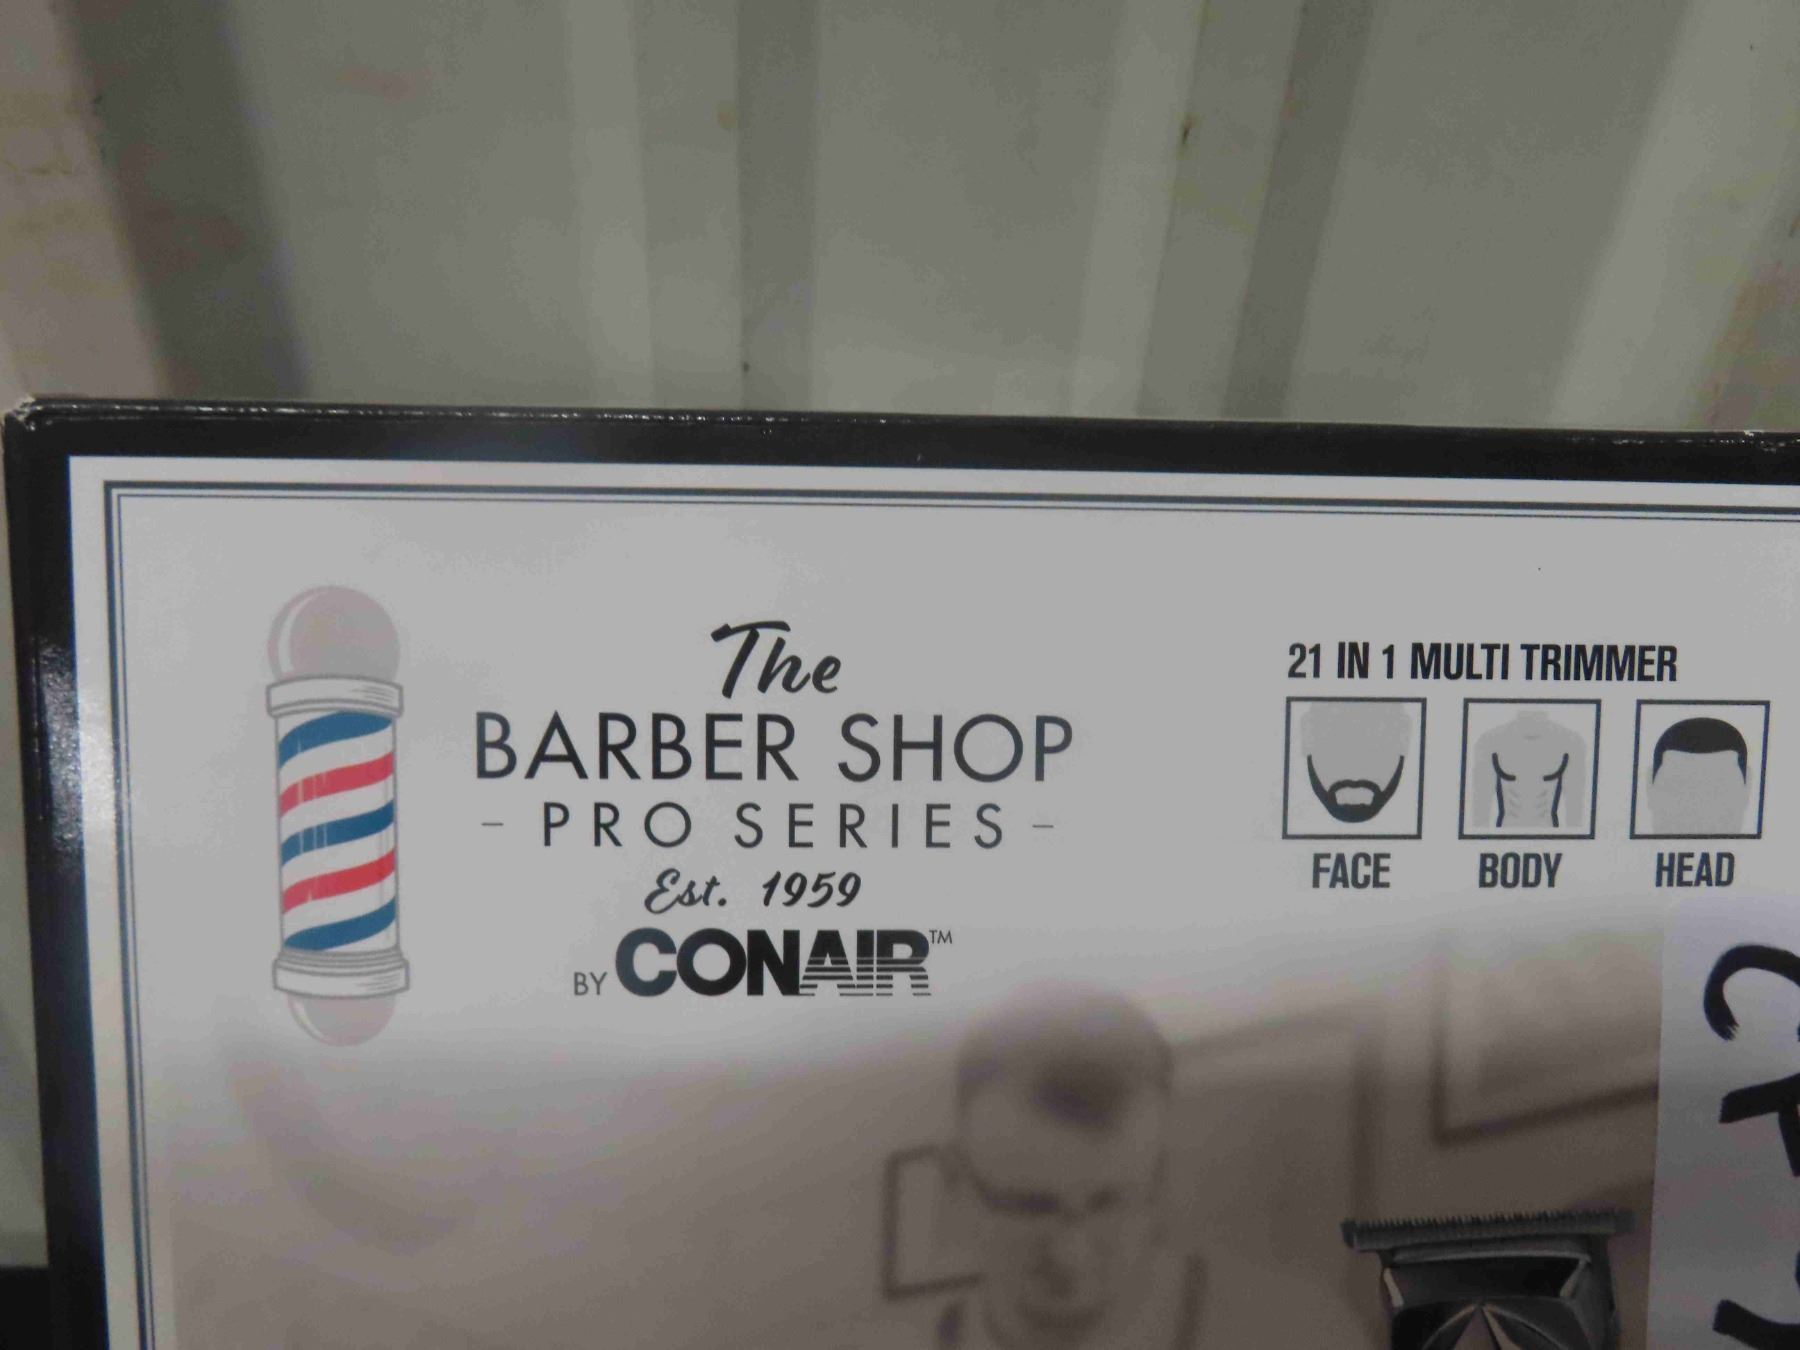 The
BARBER SHOP
- PRO SERIES -
Est. 1959
BY CONAIR™
21 IN 1 MULTI TRIMMER
FACE BODY HEAD